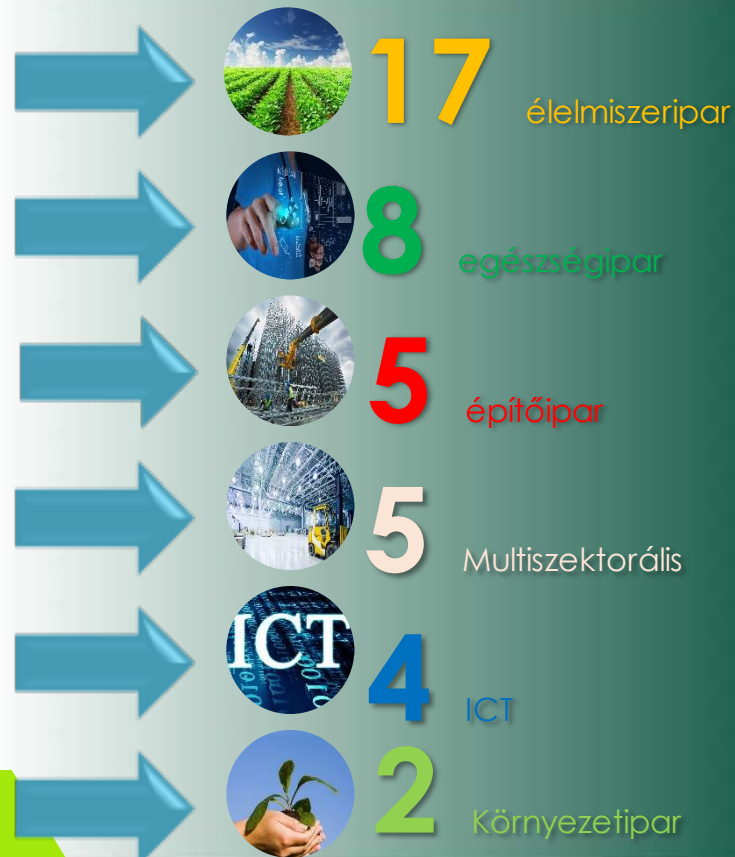 17 élelmiszeripar
8 egészségipar
5 építőipar
5 Multiszektorális
ICT
4 ICT
2 Környezetipar